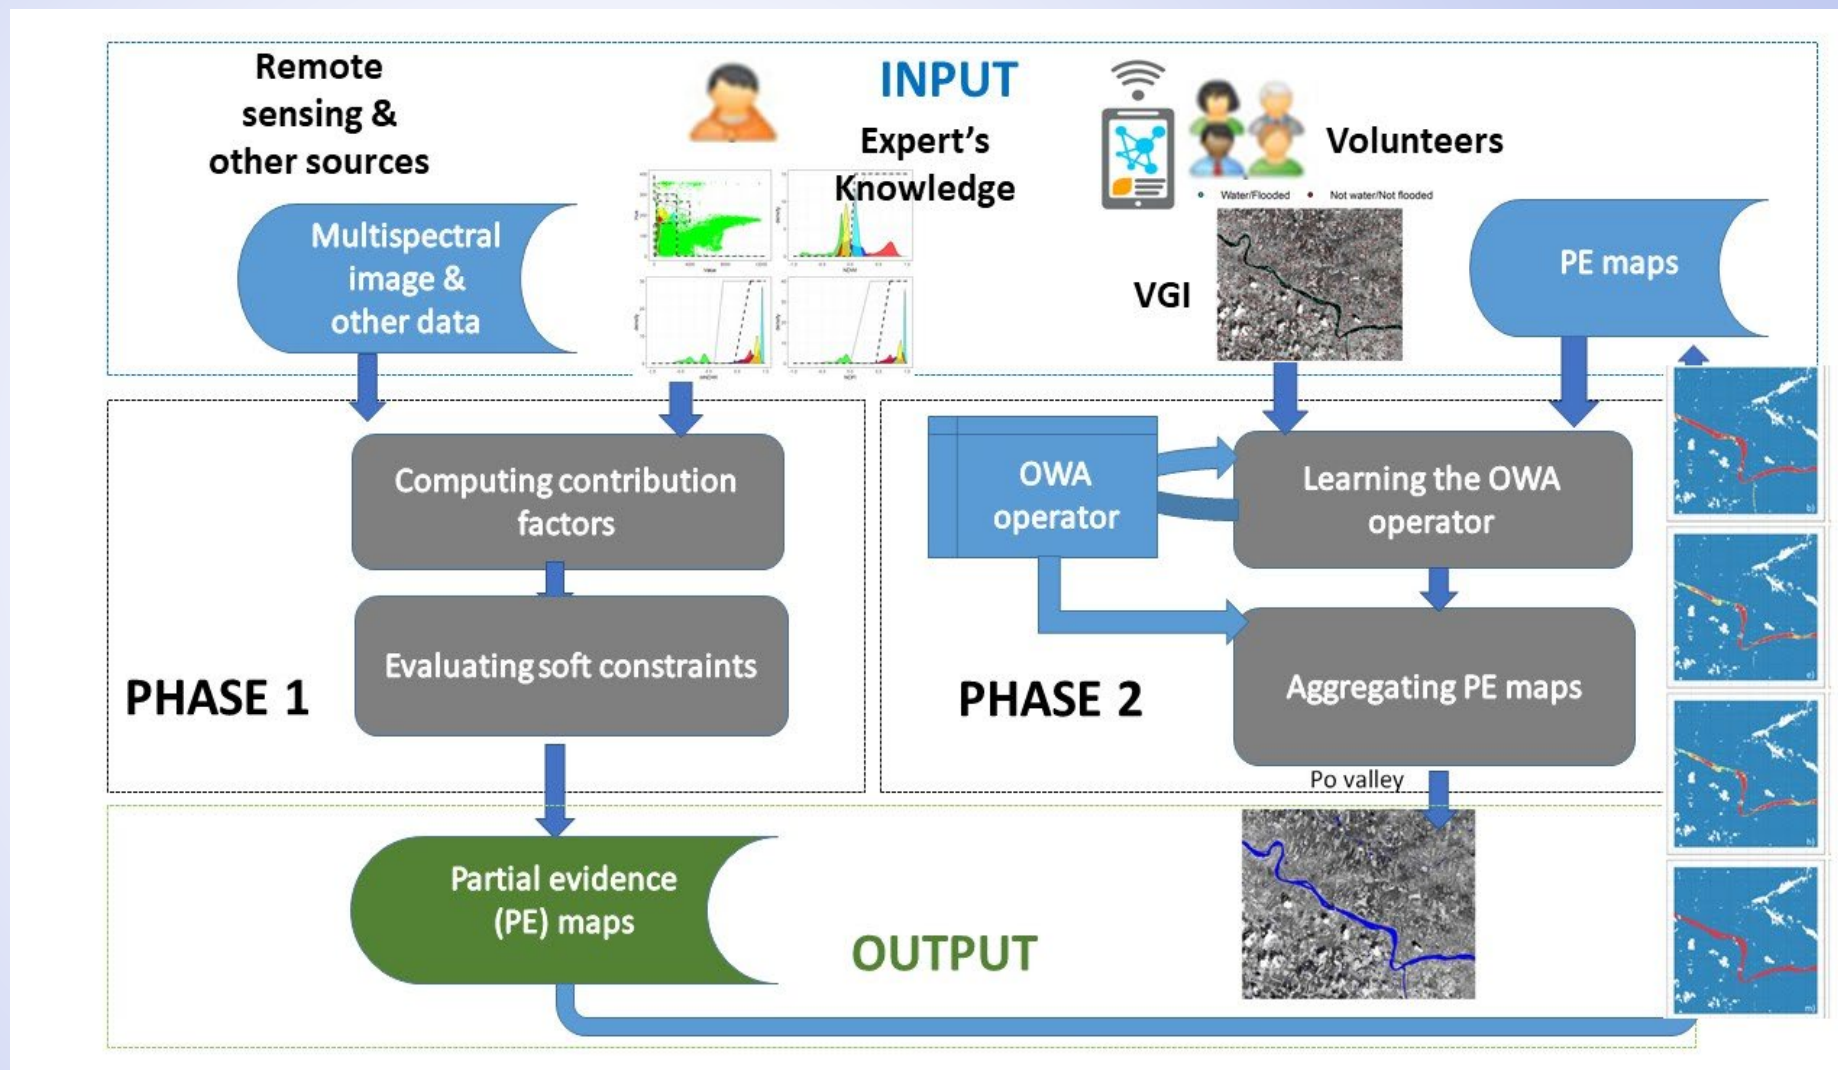 Remote
sensing &
other sources
INPUT
Expert's
Knowledge
Volunteers
Water/Flooded
Not water/Not flooded
Multispectral
image &
other data
VGI
PE maps
Computing contribution
factors
Evaluating soft constraints
PHASE 1
OWA
operator
Learning the OWA
operator
Aggregating PE maps
PHASE 2
Po valley
Partial evidence
(PE) maps
OUTPUT